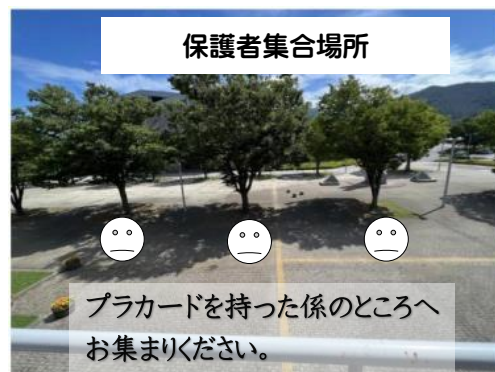 保護者集合場所
プラカードを持った係のところへ
お集まりください。